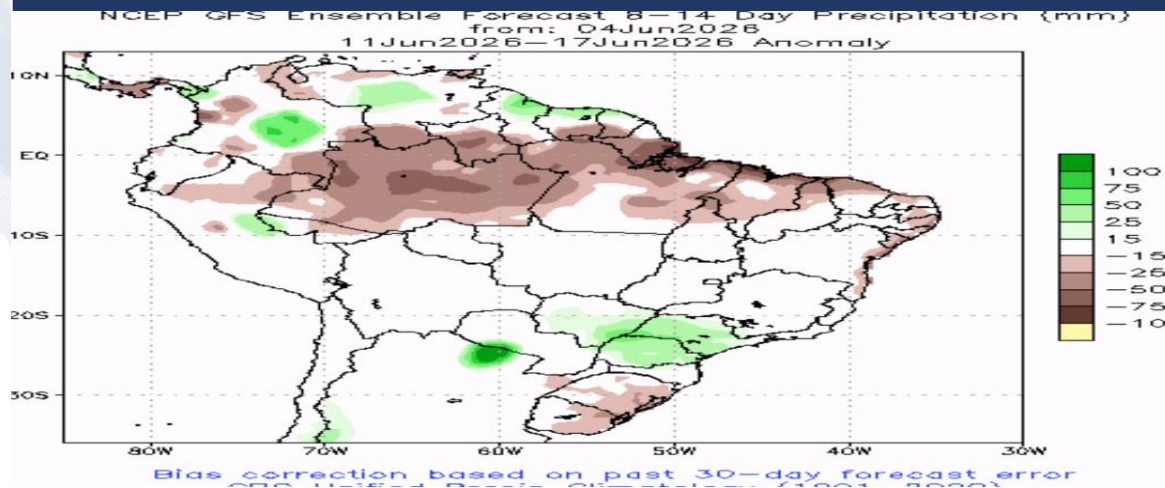 NCEP GFS Ensemble Forecast 8-14 Day Precipitation (mm)
from: 04Jun2026
11Jun2026-17Jun2026 Anomaly
10N
EQ
10S
20S
30S
80W
70W
60W
50W
40W
30W
100
75
50
25
15
-15
-25
-50
-75
-10
Bias correction based on past 30-day forecast error